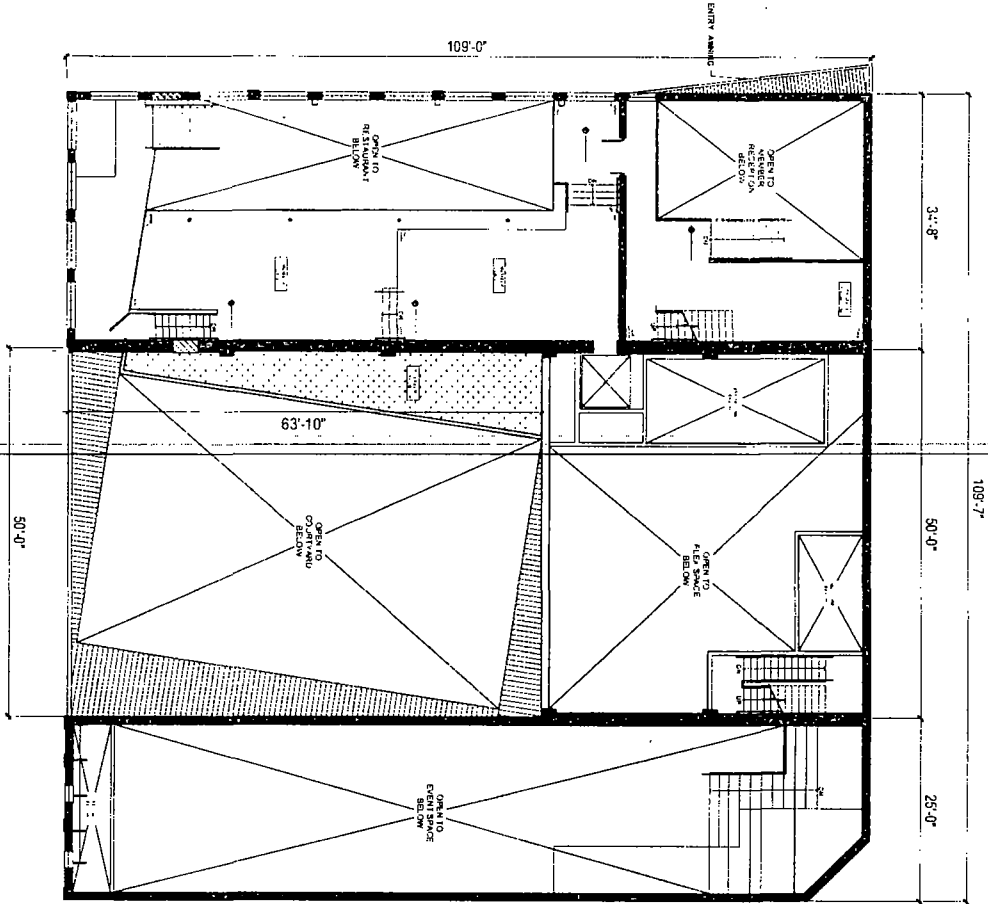 109'-0"
ENTRY AWNING
OPEN TO
RESTAURANT
BELOW
OPEN TO
MEMBER
RECEPTION
BELOW
34'-8"
109'-7"
63'-10"
OPEN TO
COURTYARD
BELOW
OPEN TO
FLEX SPACE
BELOW
50'-0"
50'-0"
UP
OPEN TO
EVENT SPACE
BELOW
25'-0"